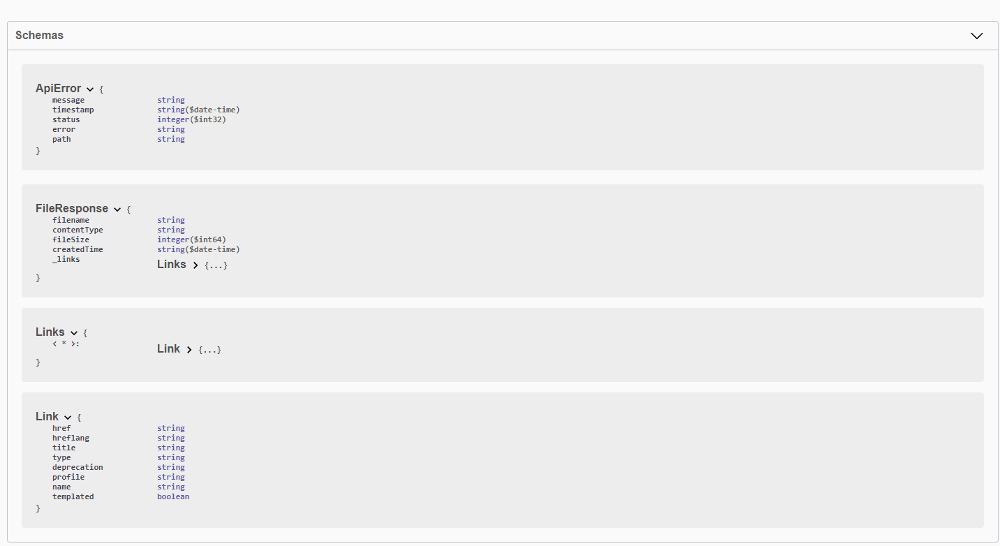 Schemas
ApiError {
message string
timestamp string($date-time)
status integer($int32)
error string
path string
}
FileResponse {
filename string
contentType string
fileSize integer($int64)
createdTime string($date-time)
_links Links {...}
}
Links {
< * >: Link {...}
}
Link {
href string
hreflang string
title string
type string
deprecation string
profile string
name string
templated boolean
}